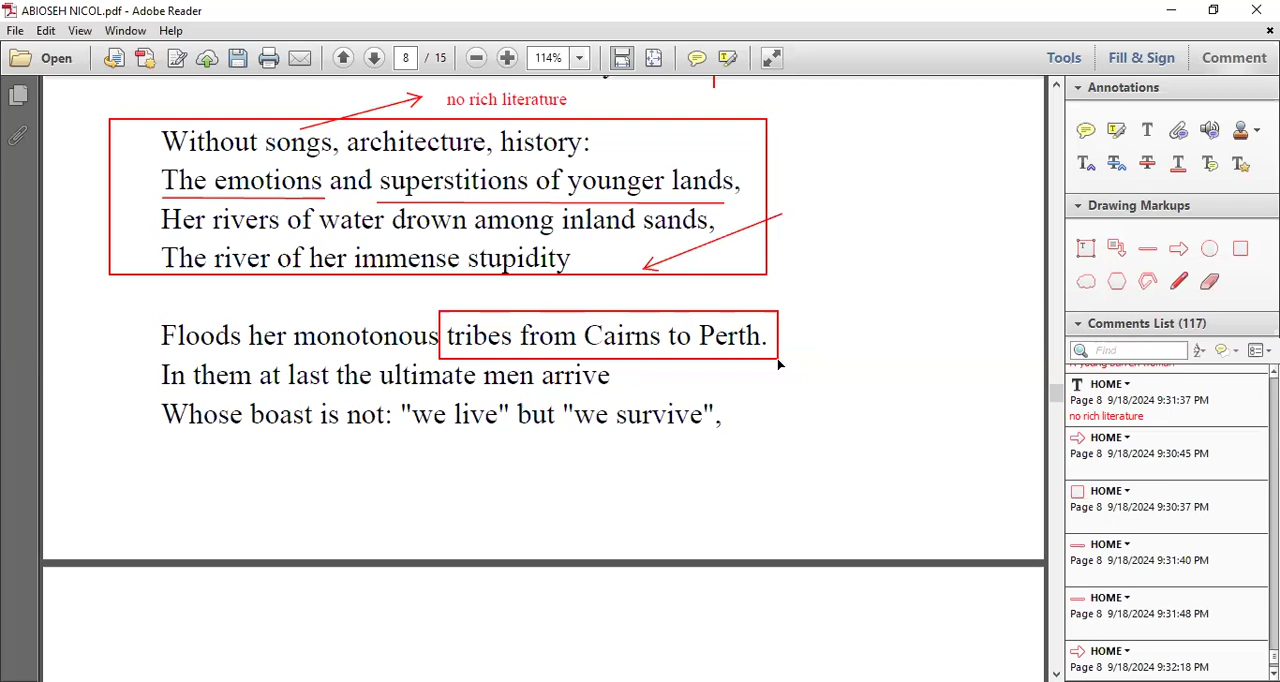 ABIOSEH NICOL.pdf - Adobe Reader
File Edit View Window Help
Open 8 / 15 114% Tools Fill & Sign Comment
no rich literature
Without songs, architecture, history:
The emotions and superstitions of younger lands,
Her rivers of water drown among inland sands,
The river of her immense stupidity
Floods her monotonous tribes from Cairns to Perth.
In them at last the ultimate men arrive
Whose boast is not: "we live" but "we survive",
Annotations
Drawing Markups
Comments List (117)
Find
HOME
Page 8 9/18/2024 9:31:37 PM
no rich literature
HOME
Page 8 9/18/2024 9:30:45 PM
HOME
Page 8 9/18/2024 9:30:37 PM
HOME
Page 8 9/18/2024 9:31:40 PM
HOME
Page 8 9/18/2024 9:31:48 PM
HOME
Page 8 9/18/2024 9:32:18 PM